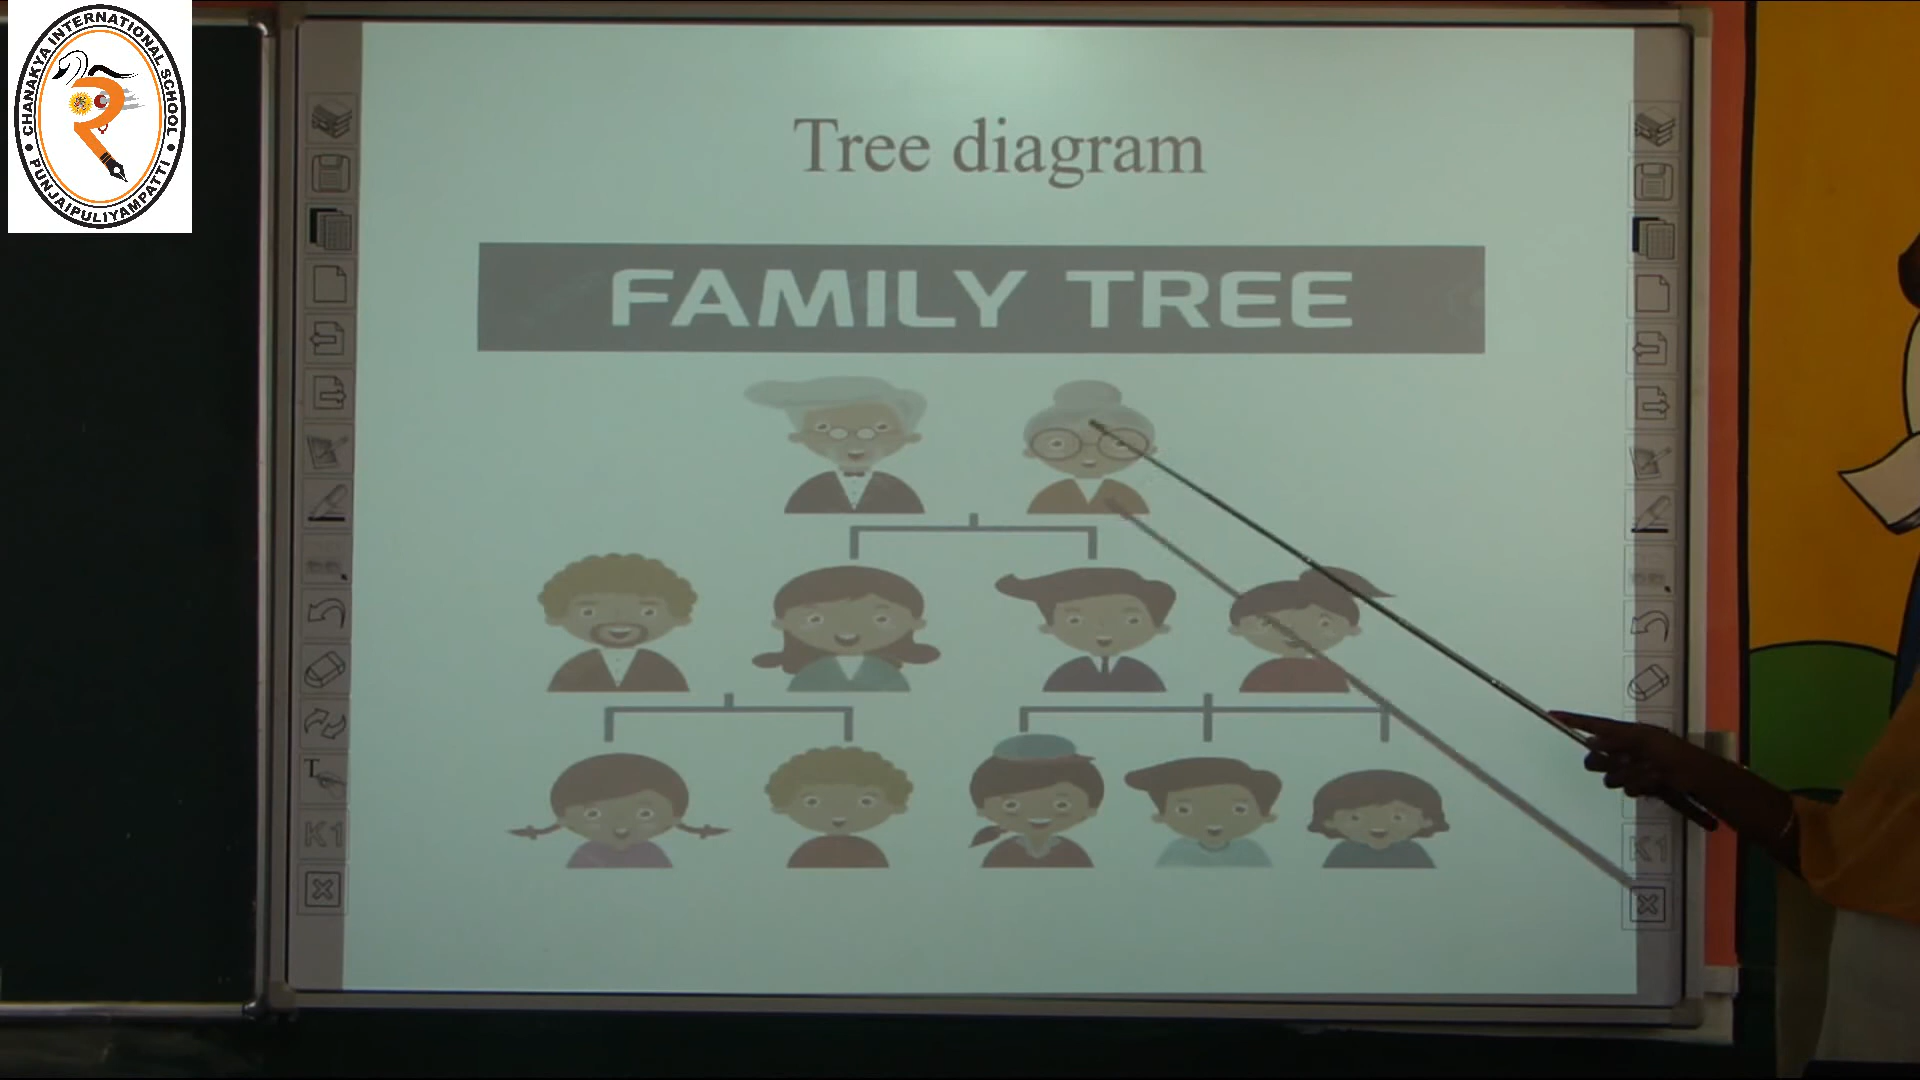 CHANAKYA INTERNATIONAL SCHOOL
PUNJAIPULIYAMPATTI
Tree diagram
FAMILY TREE
T
K1
K1